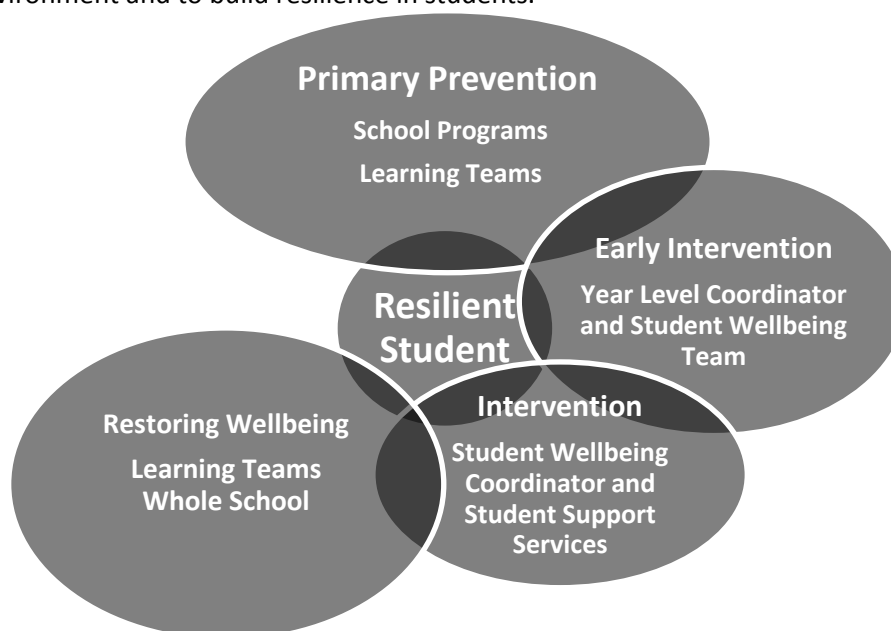 and to build resilience in students.
Primary Prevention
School Programs
Learning Teams
Early Intervention
Year Level Coordinator
and Student Wellbeing
Team
Resilient
Student
Intervention
Student Wellbeing
Coordinator and
Student Support
Services
Restoring Wellbeing
Learning Teams
Whole School